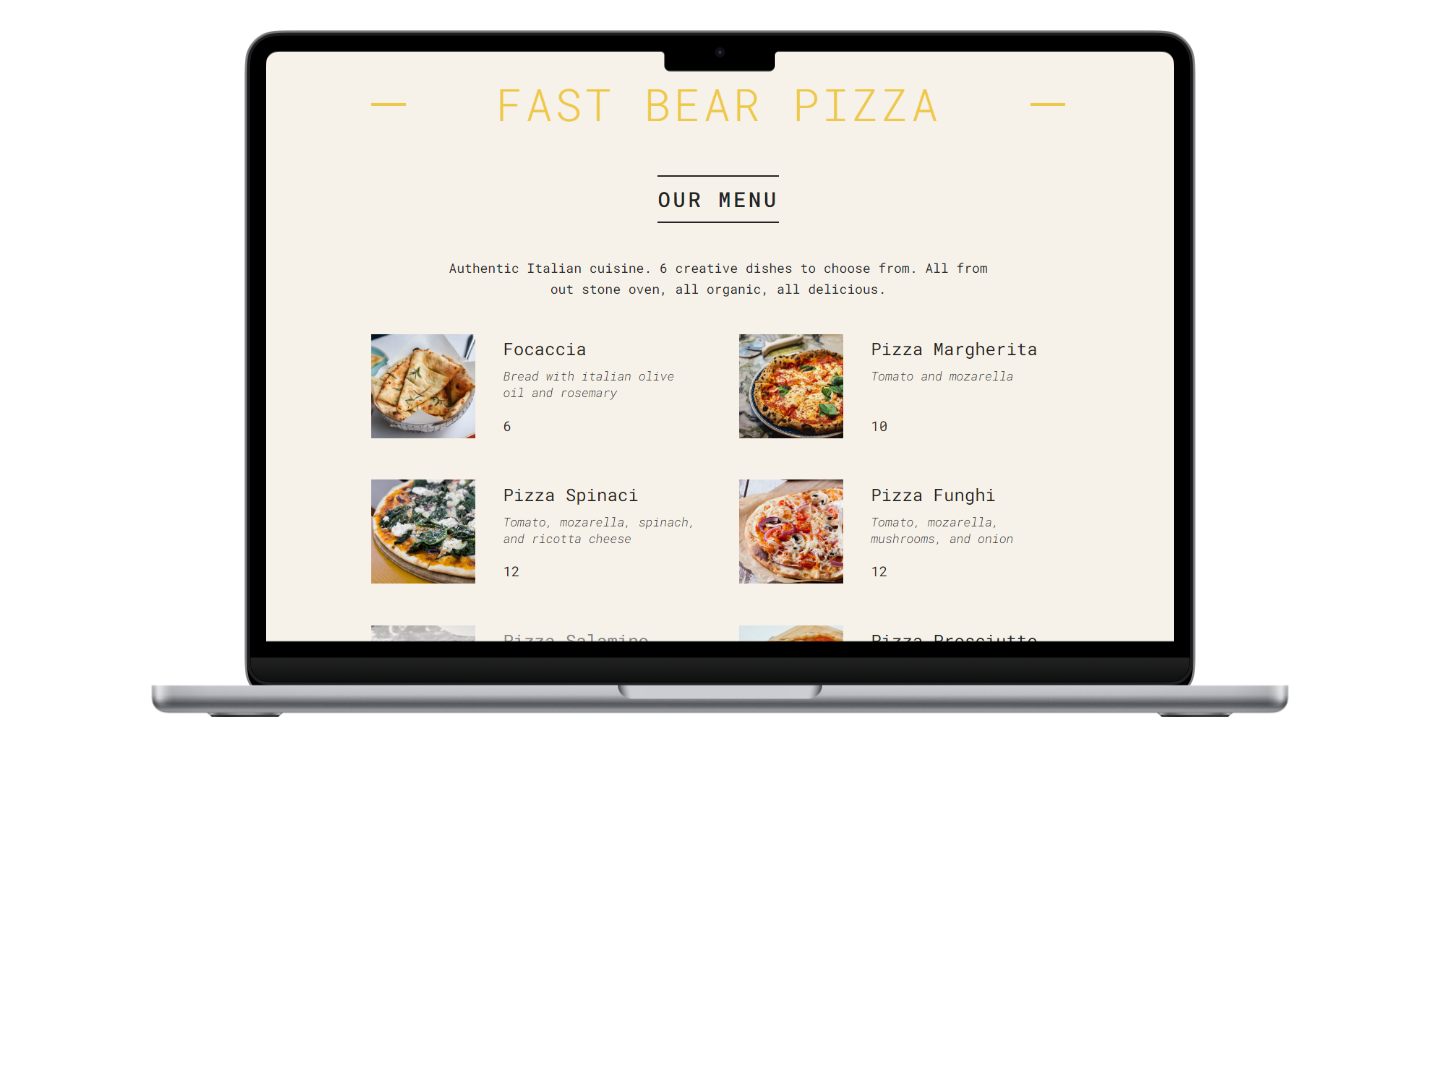 FAST BEAR PIZZA
OUR MENU
Authentic Italian cuisine. 6 creative dishes to choose from. All from
out stone oven, all organic, all delicious.
Focaccia
Bread with italian olive
oil and rosemary
6
Pizza Margherita
Tomato and mozarella
10
Pizza Spinaci
Tomato, mozarella, spinach,
and ricotta cheese
12
Pizza Funghi
Tomato, mozarella,
mushrooms, and onion
12
Pizza Salamino
Pizza Prosciutto